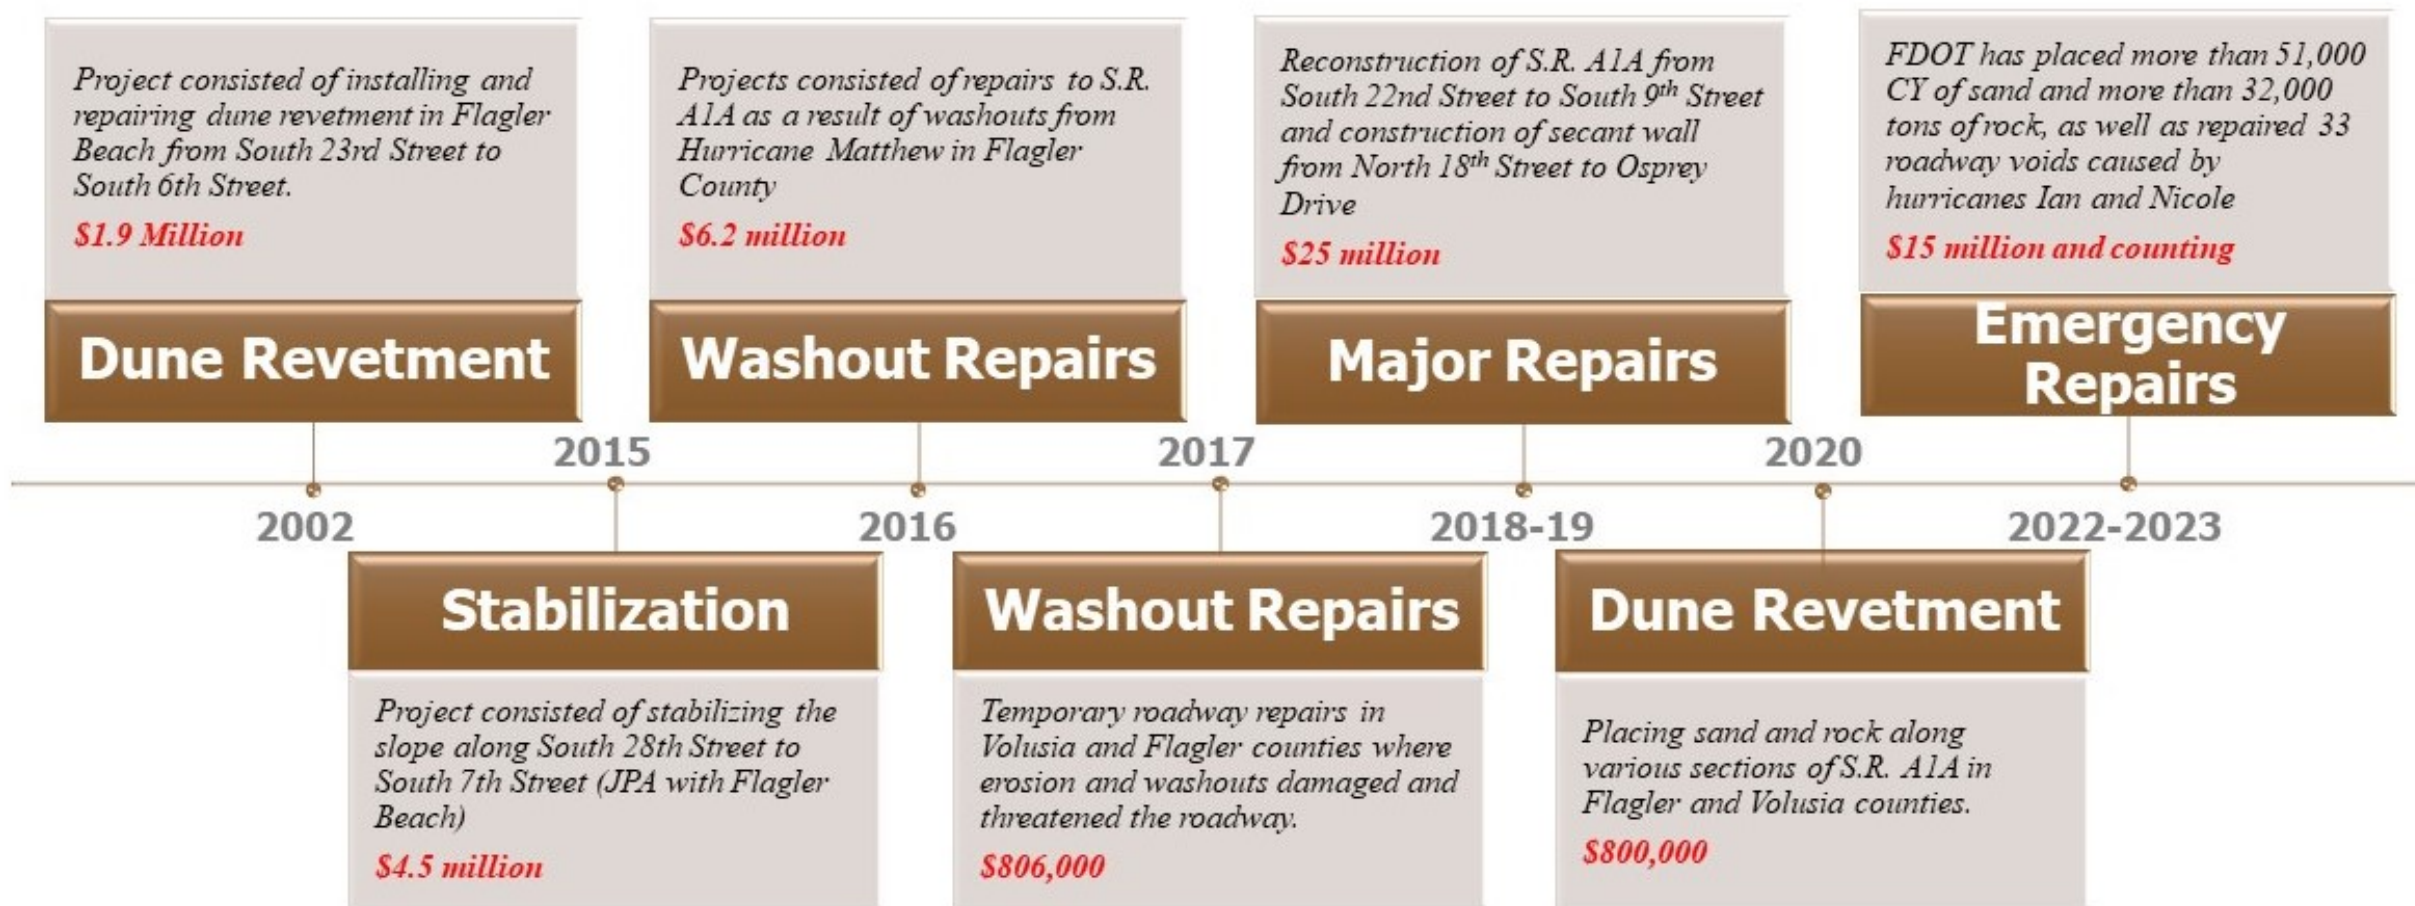 Project consisted of installing and
repairing dune revetment in Flagler
Beach from South 23rd Street to
South 6th Street.
$1.9 Million
Dune Revetment
2002
2015
Stabilization
Project consisted of stabilizing the
slope along South 28th Street to
South 7th Street (JPA with Flagler
Beach)
$4.5 million
Projects consisted of repairs to S.R.
A1A as a result of washouts from
Hurricane Matthew in Flagler
County
$6.2 million
Washout Repairs
2016
2017
Washout Repairs
Temporary roadway repairs in
Volusia and Flagler counties where
erosion and washouts damaged and
threatened the roadway.
$806,000
Reconstruction of S.R. A1A from
South 22nd Street to South 9th Street
and construction of secant wall
from North 18th Street to Osprey
Drive
$25 million
Major Repairs
2018-19
2020
Dune Revetment
Placing sand and rock along
various sections of S.R. A1A in
Flagler and Volusia counties.
$800,000
FDOT has placed more than 51,000
CY of sand and more than 32,000
tons of rock, as well as repaired 33
roadway voids caused by
hurricanes Ian and Nicole
$15 million and counting
Emergency
Repairs
2022-2023